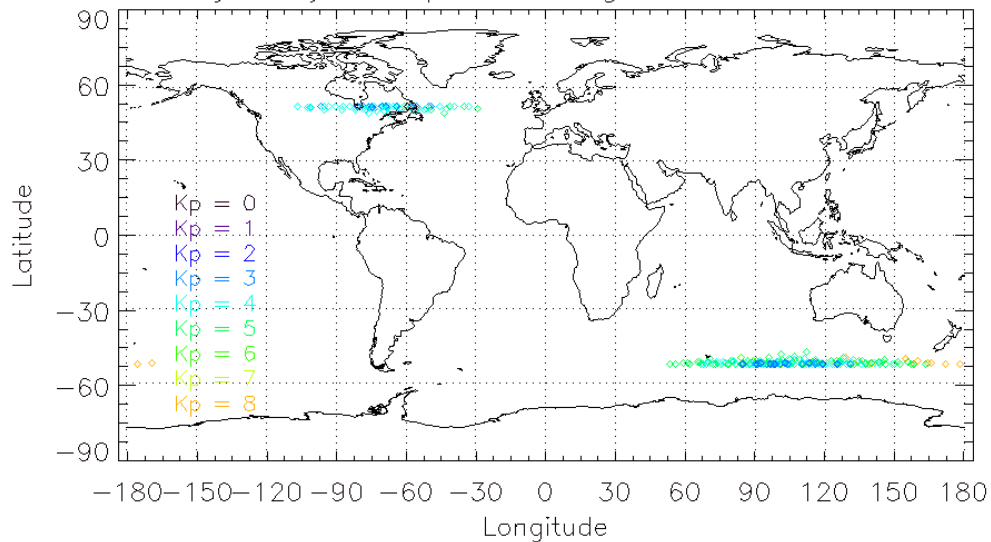 90
60
30
0
−30
−60
−90
Latitude
Kp = 0
Kp = 1
Kp = 2
Kp = 3
Kp = 4
Kp = 5
Kp = 6
Kp = 7
Kp = 8
−180 −150 −120 −90 −60 −30 0 30 60 90 120 150 180
Longitude